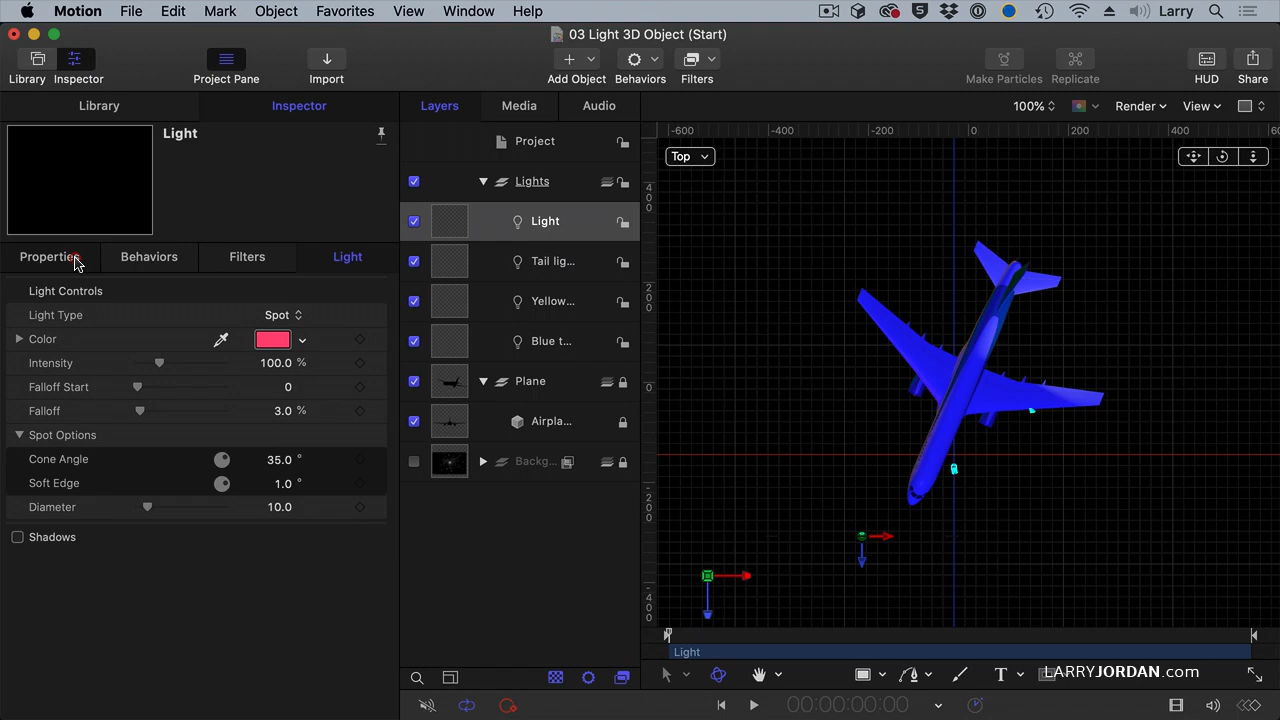 Motion File Edit Mark Object Favorites View Window Help Larry
03 Light 3D Object (Start)
Library Inspector Project Pane Import Add Object Behaviors Filters Make Particles Replicate HUD Share
Library Inspector Layers Media Audio 100% Render View
Light
Project
Lights
Light
Tail lig...
Yellow...
Blue t...
Plane
Airpla...
Backg...
Properties Behaviors Filters Light
Light Controls
Light Type Spot
Color
Intensity 100.0 %
Falloff Start 0
Falloff 3.0 %
Spot Options
Cone Angle 35.0 °
Soft Edge 1.0 °
Diameter 10.0
Shadows
-600 -400 -200 0 200 400
Top
400
200
0
-200
-400
Light
LARRYJORDAN.com
T
00:00:00:00